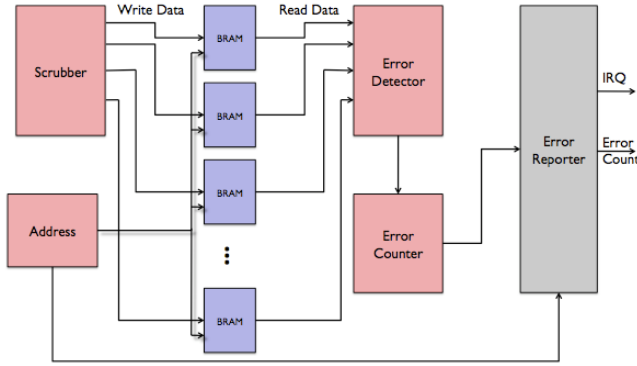 Write Data
Read Data
Scrubber
BRAM
Error
Detector
IRQ
BRAM
Error
Reporter
Error
Count
BRAM
Address
Error
Counter
BRAM